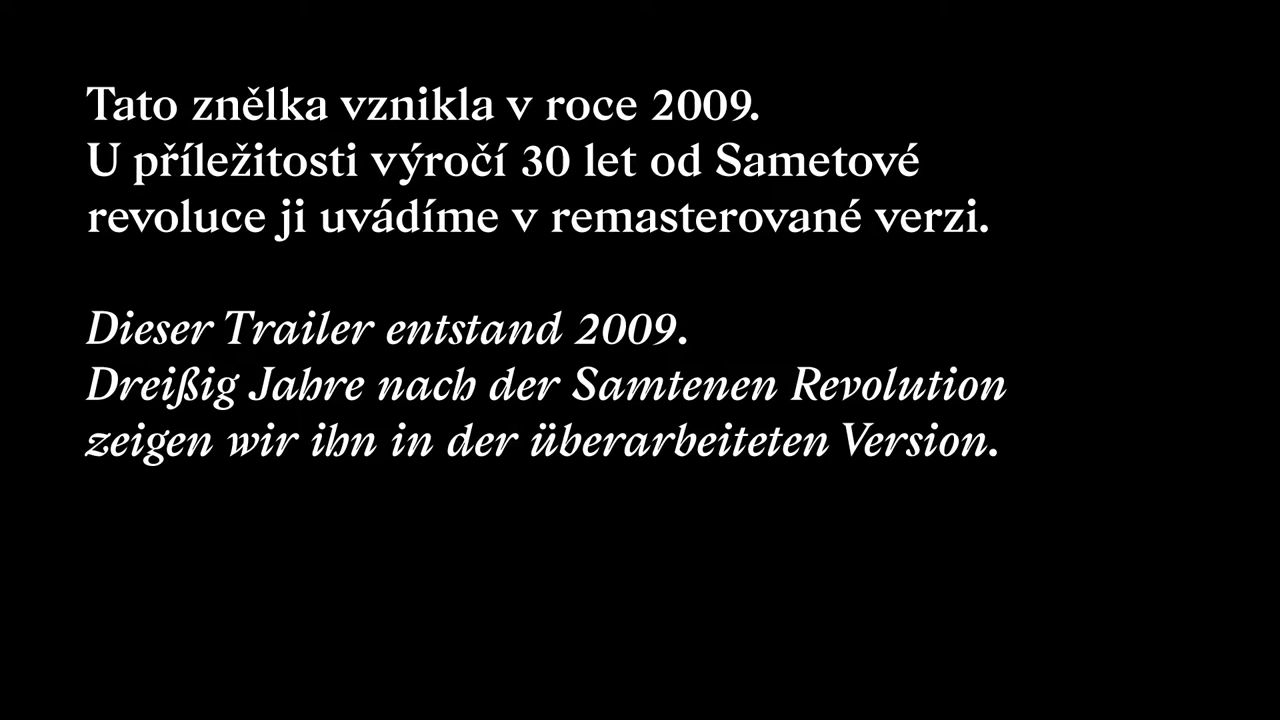 Tato znělka vznikla v roce 2009.
U příležitosti výročí 30 let od Sametové
revoluce ji uvádíme v remasterované verzi.
Dieser Trailer entstand 2009.
Dreißig Jahre nach der Samtenen Revolution
zeigen wir ihn in der überarbeiteten Version.